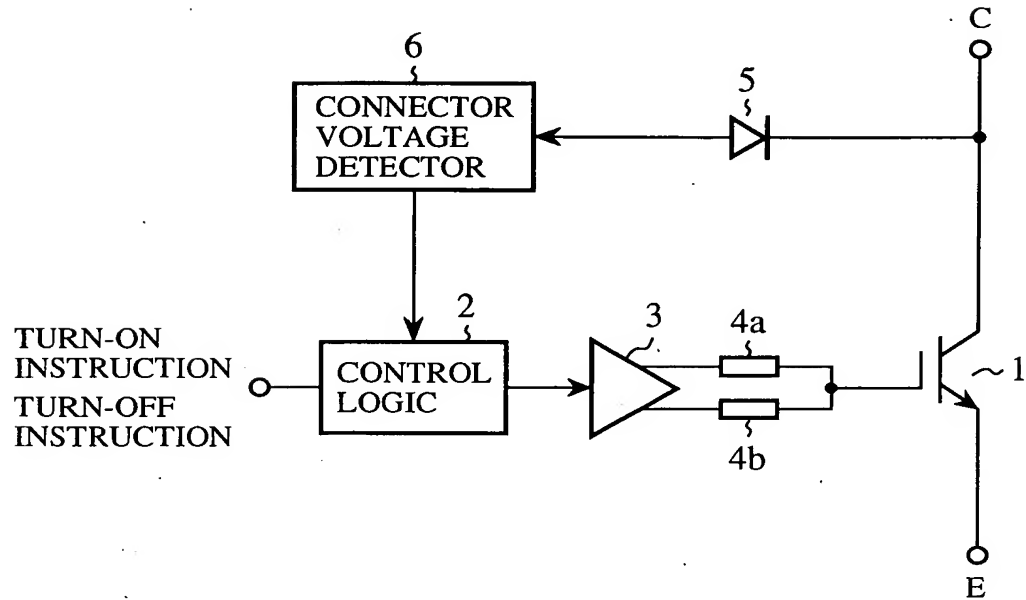 C
6
CONNECTOR
VOLTAGE
DETECTOR
5
TURN-ON
INSTRUCTION
TURN-OFF
INSTRUCTION
2
CONTROL
LOGIC
3
4a
4b
1
E